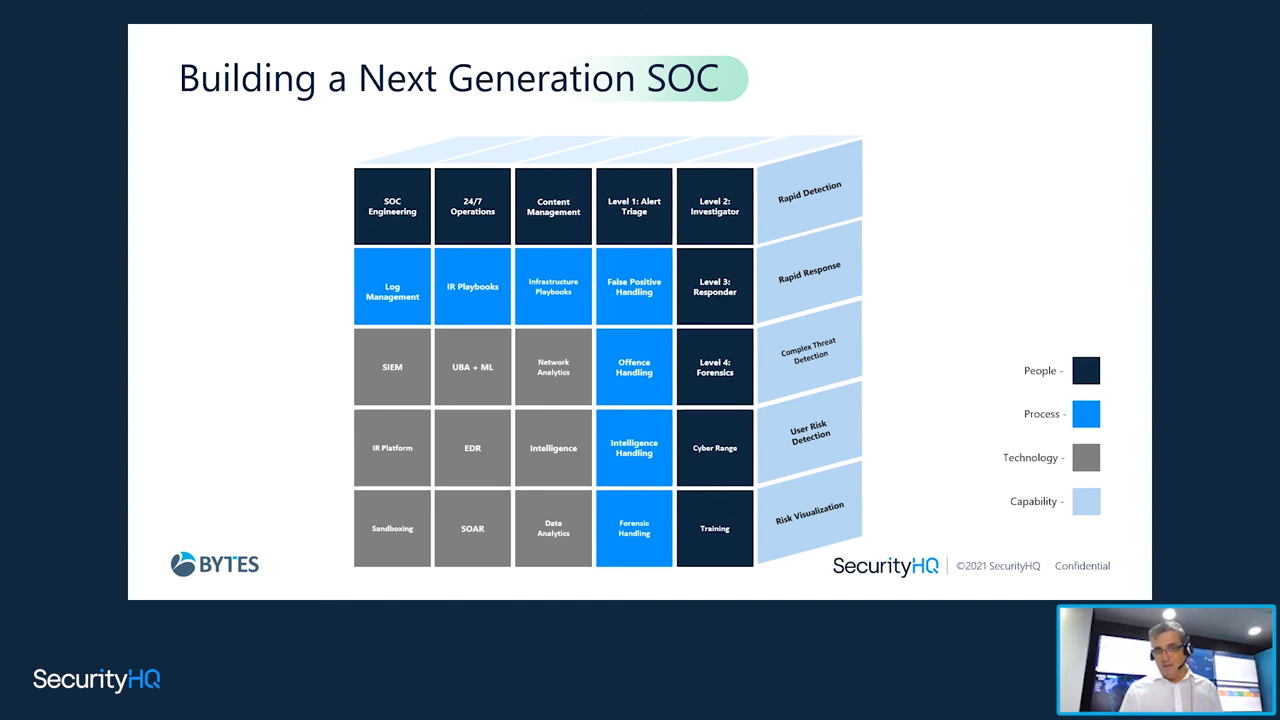 Building a Next Generation SOC
SOC
Engineering
24/7
Operations
Content
Management
Level 1: Alert
Triage
Level 2:
Investigator
Rapid Detection
Log
Management
IR Playbooks
Infrastructure
Playbooks
False Positive
Handling
Level 3:
Responder
Rapid Response
SIEM
UBA + ML
Network
Analytics
Offence
Handling
Level 4:
Forensics
Complex Threat
Detection
IR Platform
EDR
Intelligence
Intelligence
Handling
Cyber Range
User Risk
Detection
Sandboxing
SOAR
Data
Analytics
Forensic
Handling
Training
Risk Visualization
People -
Process -
Technology -
Capability -
BYTES
SecurityHQ
©2021 SecurityHQ
Confidential
SecurityHQ